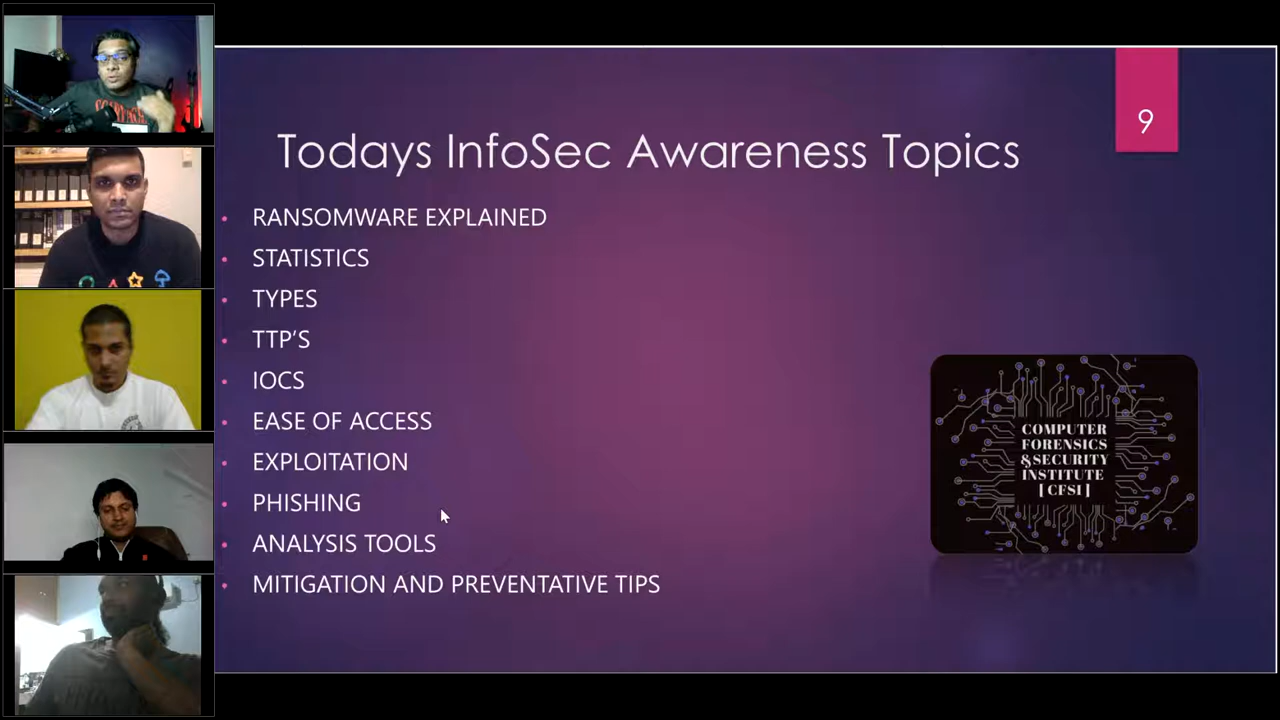 9
Todays InfoSec Awareness Topics
• RANSOMWARE EXPLAINED
• STATISTICS
• TYPES
• TTP’S
• IOCS
• EASE OF ACCESS
• EXPLOITATION
• PHISHING
• ANALYSIS TOOLS
• MITIGATION AND PREVENTATIVE TIPS
COMPUTER
FORENSICS
&SECURITY
INSTITUTE
[CFSI]